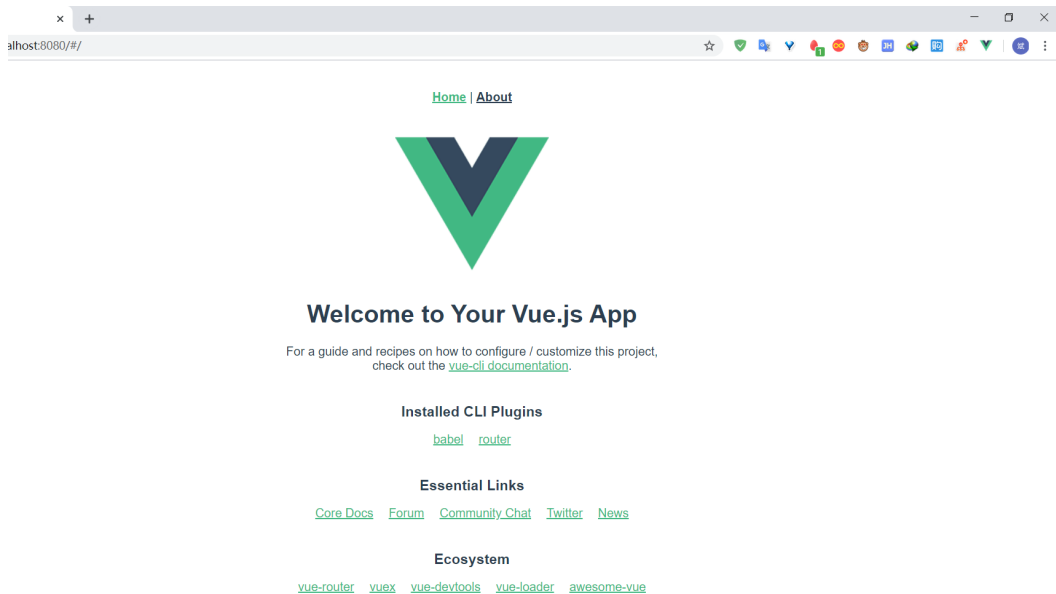 alhost:8080/#/
Home | About
Welcome to Your Vue.js App
For a guide and recipes on how to configure / customize this project,
check out the vue-cli documentation.
Installed CLI Plugins
babel router
Essential Links
Core Docs Forum Community Chat Twitter News
Ecosystem
vue-router vuex vue-devtools vue-loader awesome-vue